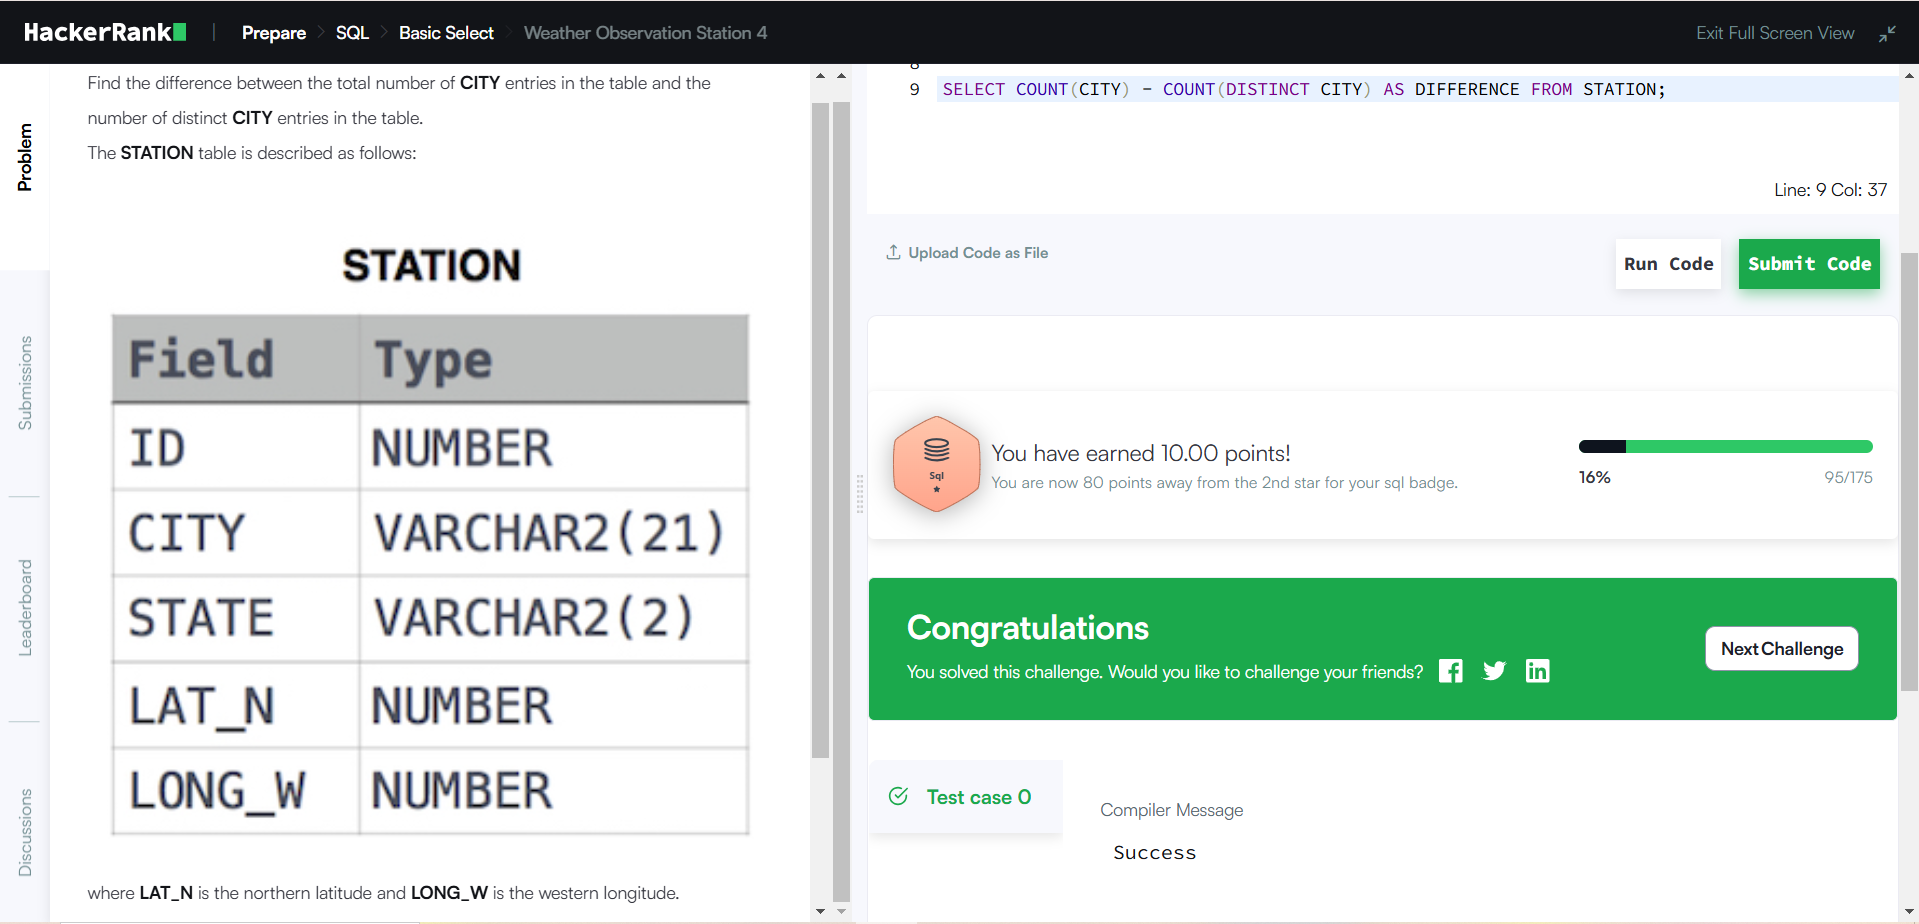 HackerRank
Prepare
SQL
Basic Select
Weather Observation Station 4
Exit Full Screen View
Problem
Submissions
Leaderboard
Discussions
Find the difference between the total number of CITY entries in the table and the
number of distinct CITY entries in the table.
The STATION table is described as follows:
STATION
Field Type
ID NUMBER
CITY VARCHAR2(21)
STATE VARCHAR2(2)
LAT_N NUMBER
LONG_W NUMBER
where LAT_N is the northern latitude and LONG_W is the western longitude.
8
9 SELECT COUNT(CITY) - COUNT(DISTINCT CITY) AS DIFFERENCE FROM STATION;
Line: 9 Col: 37
Upload Code as File
Run Code
Submit Code
Sql
You have earned 10.00 points!
You are now 80 points away from the 2nd star for your sql badge.
16%
95/175
Congratulations
You solved this challenge. Would you like to challenge your friends?
Next Challenge
Test case 0
Compiler Message
Success